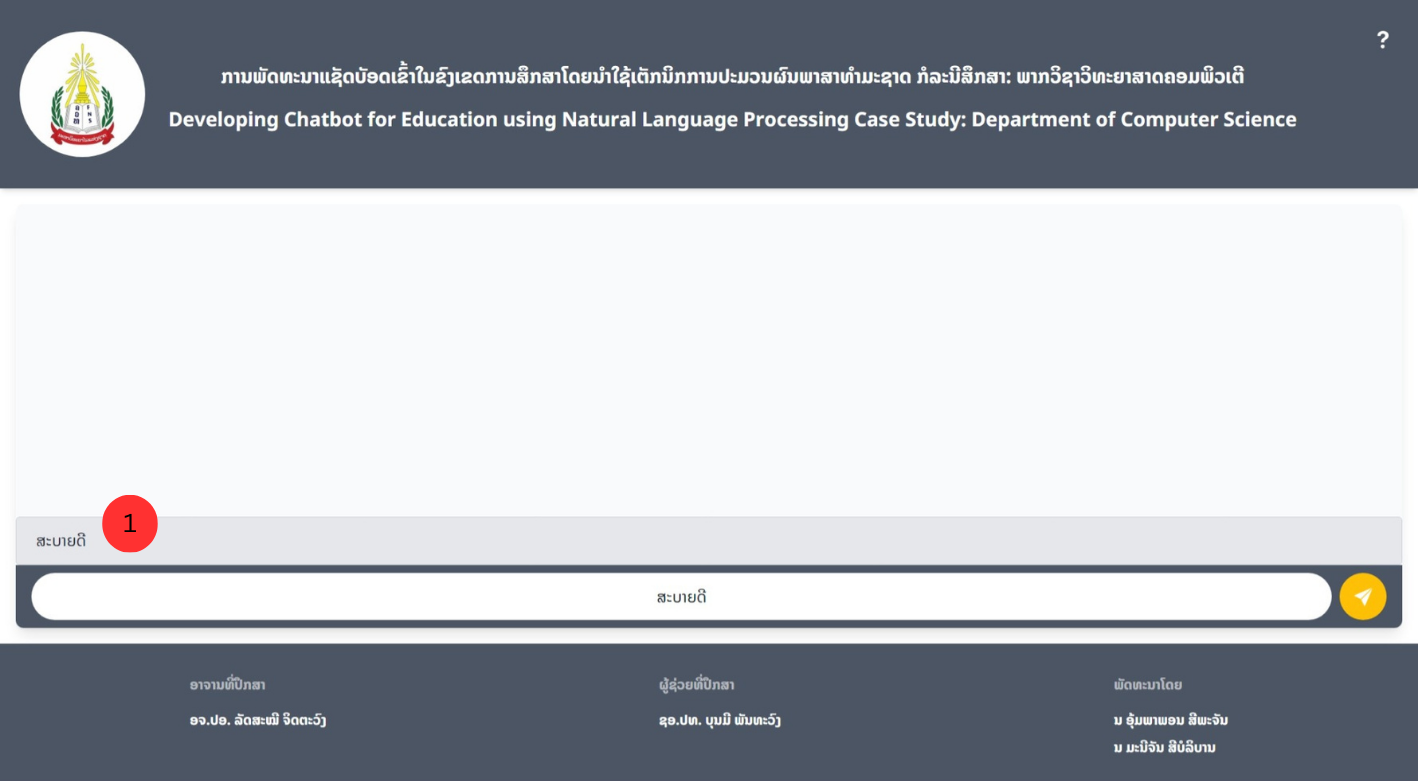 ?
ການພັດທະນາແຊັດບັອດເຂົ້າໃນຂົງເຂດການສຶກສາໂດຍນຳໃຊ້ເຕັກນິກການປະມວນຜົນພາສາທຳມະຊາດ ກໍລະນີສຶກສາ: ພາກວິຊາວິທະຍາສາດຄອມພິວເຕີ
Developing Chatbot for Education using Natural Language Processing Case Study: Department of Computer Science
1
ສະບາຍດີ
ສະບາຍດີ
ອາຈານທີ່ປຶກສາ
ອຈ.ປອ. ລັດສະໝີ ຈິດຕະວົງ
ຜູ້ຊ່ວຍທີ່ປຶກສາ
ຊອ.ປທ. ບຸນມີ ພັນທະວົງ
ພັດທະນາໂດຍ
ນ ອຸ້ມພາພອນ ສີພະຈັນ
ນ ມະນີຈັນ ສີບໍລິບານ